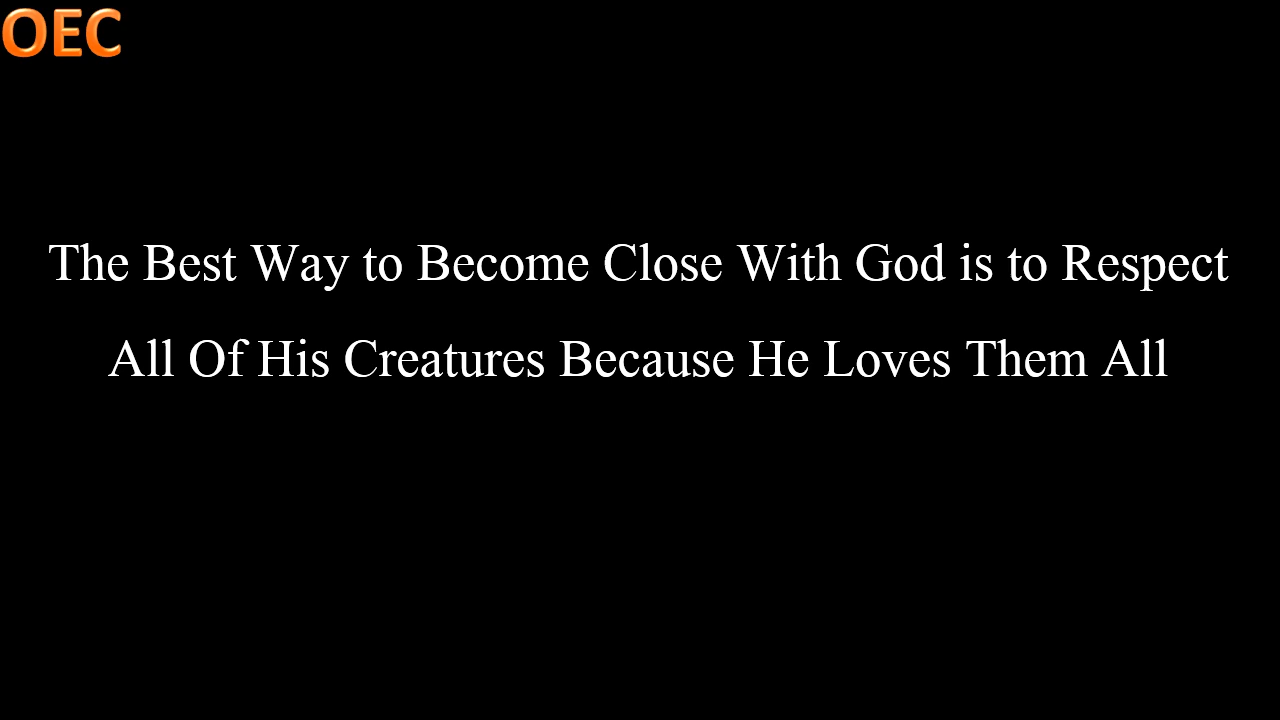 OEC
The Best Way to Become Close With God is to Respect
All Of His Creatures Because He Loves Them All